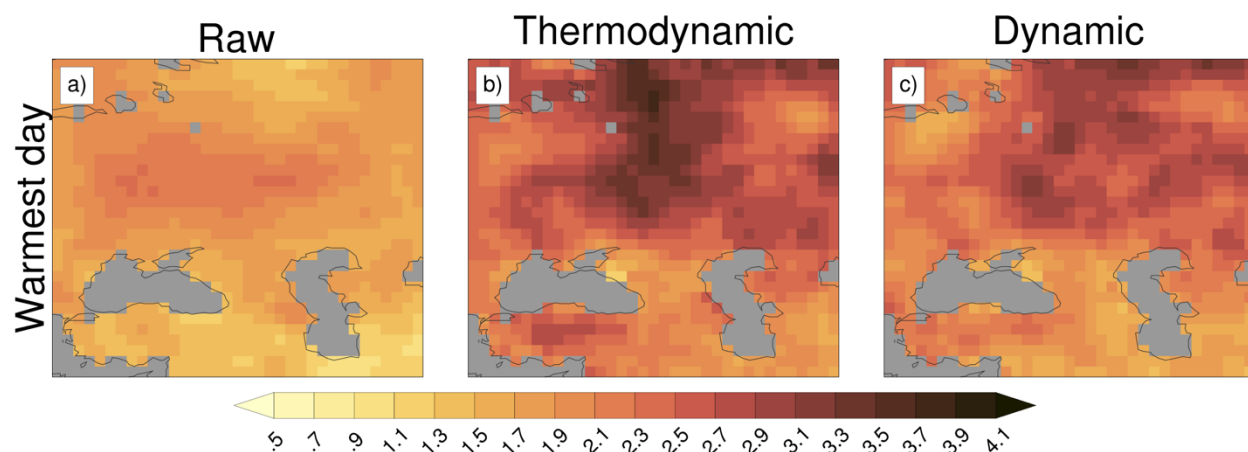 Raw
Thermodynamic
Dynamic
Warmest day
a)
b)
c)
.5 .7 .9 1.1 1.3 1.5 1.7 1.9 2.1 2.3 2.5 2.7 2.9 3.1 3.3 3.5 3.7 3.9 4.1